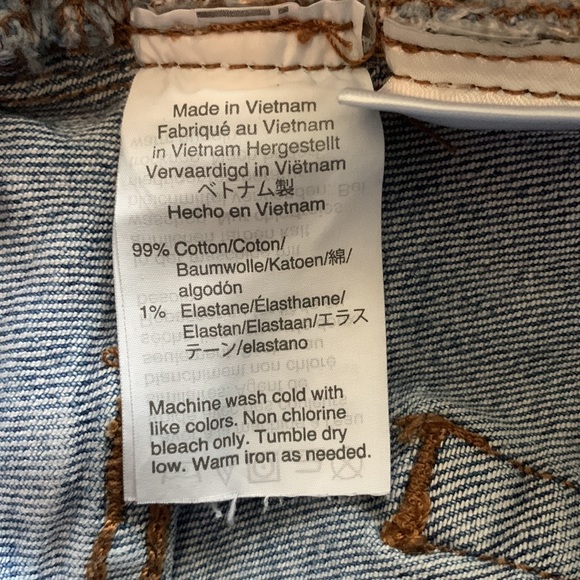 Made in Vietnam
Fabriqué au Vietnam
in Vietnam Hergestellt
Vervaardigd in Viëtnam
ベトナム製
Hecho en Vietnam
99% Cotton/Coton/
Baumwolle/Katoen/綿/
algodón
1% Elastane/Élasthanne/
Elastan/Elastaan/エラス
テーン/elastano
Machine wash cold with
like colors. Non chlorine
bleach only. Tumble dry
low. Warm iron as needed.